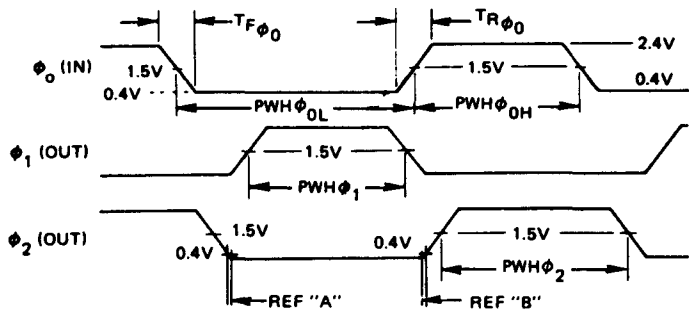 TFφ0 TRφ0
2.4V
φo (IN) 1.5V 1.5V
0.4V 0.4V
PWHφ0L PWHφ0H
φ1 (OUT) 1.5V
PWHφ1
φ2 (OUT) 1.5V 1.5V
0.4V 0.4V
PWHφ2
REF "A" REF "B"